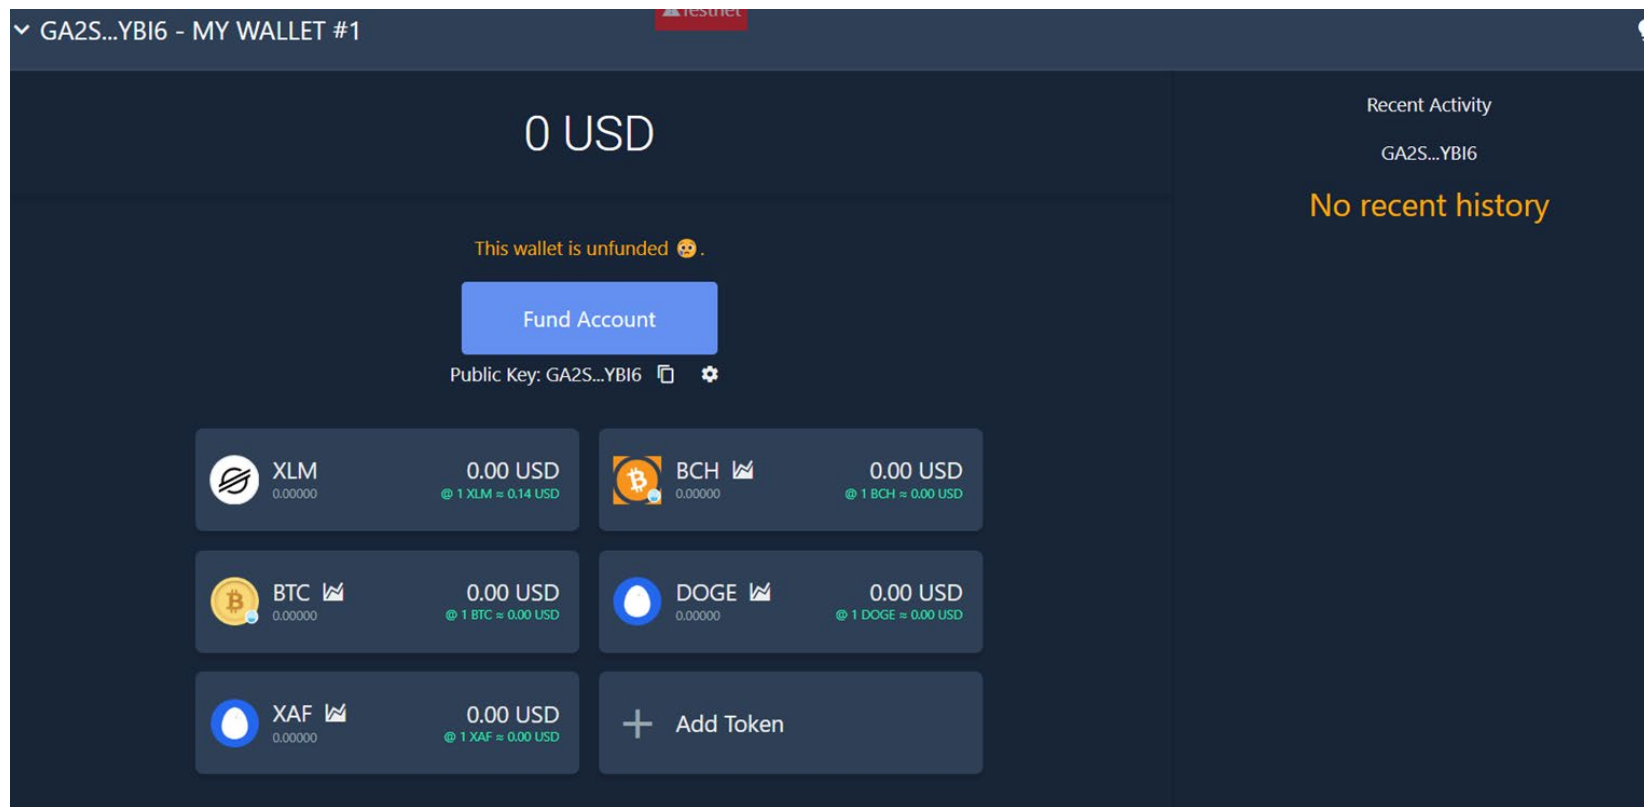 Testnet
GA2S...YBI6 - MY WALLET #1
0 USD
This wallet is unfunded 😢.
Fund Account
Public Key: GA2S...YBI6
XLM
0.00000
0.00 USD
@ 1 XLM ≈ 0.14 USD
BCH
0.00000
0.00 USD
@ 1 BCH ≈ 0.00 USD
BTC
0.00000
0.00 USD
@ 1 BTC ≈ 0.00 USD
DOGE
0.00000
0.00 USD
@ 1 DOGE ≈ 0.00 USD
XAF
0.00000
0.00 USD
@ 1 XAF ≈ 0.00 USD
Add Token
Recent Activity
GA2S...YBI6
No recent history